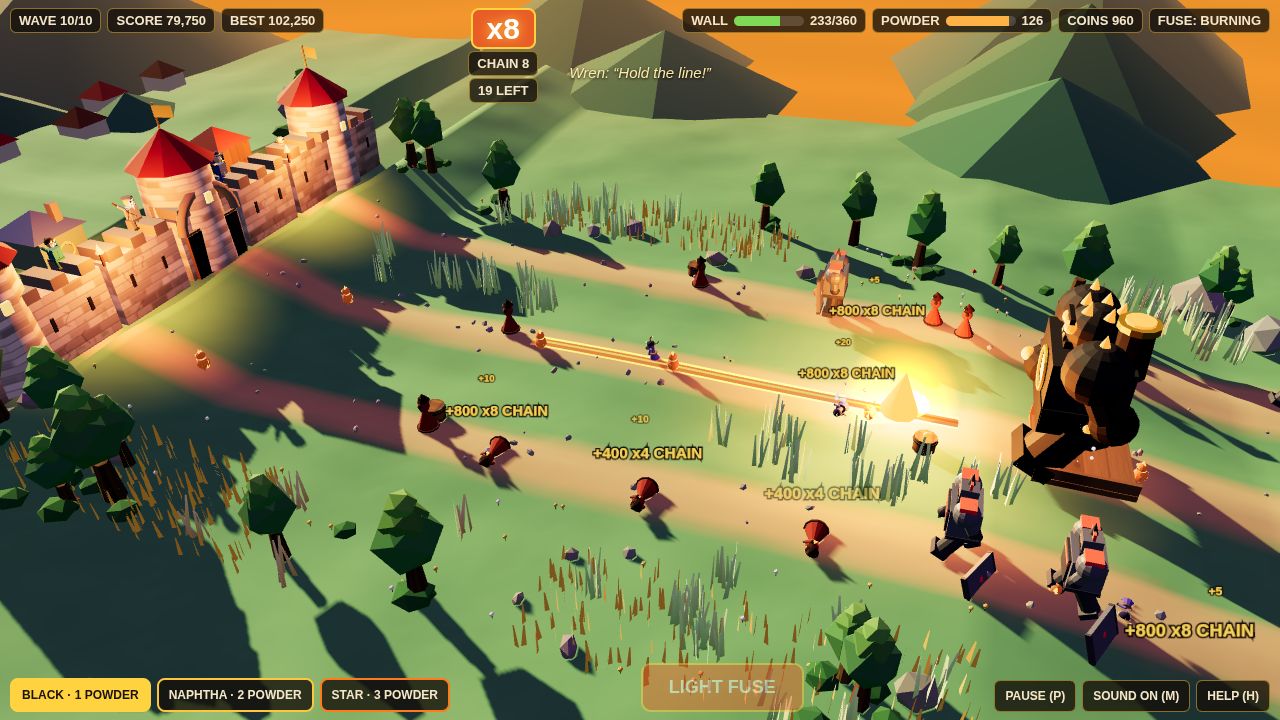 WAVE 10/10
SCORE 79,750
BEST 102,250
x8
CHAIN 8
19 LEFT
WALL 233/360
POWDER 126
COINS 960
FUSE: BURNING
Wren: “Hold the line!”
+5
+800 x8 CHAIN
+20
+800 x8 CHAIN
+10
+800 x8 CHAIN
+10
+400 x4 CHAIN
+400 x4 CHAIN
+5
+800 x8 CHAIN
BLACK · 1 POWDER
NAPHTHA · 2 POWDER
STAR · 3 POWDER
LIGHT FUSE
PAUSE (P)
SOUND ON (M)
HELP (H)